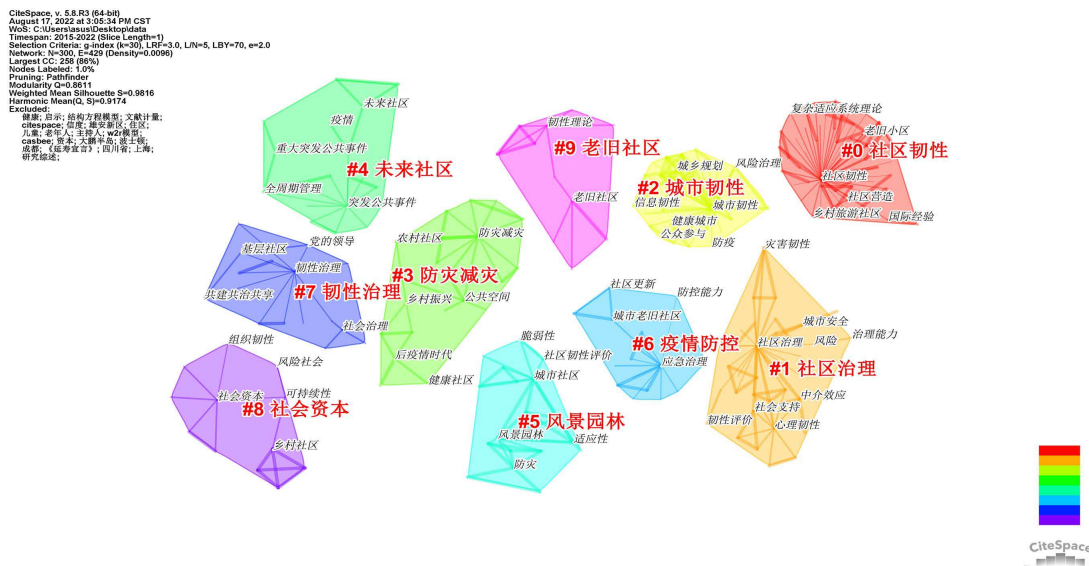 CiteSpace, v. 5.8.R3 (64-bit)
August 17, 2022 at 3:05:34 PM CST
WoS: C:\Users\asus\Desktop\data
Timespan: 2015-2022 (Slice Length=1)
Selection Criteria: g-index (k=30), LRF=3.0, L/N=5, LBY=70, e=2.0
Network: N=300, E=429 (Density=0.0096)
Largest CC: 258 (86%)
Nodes Labeled: 1.0%
Pruning: Pathfinder
Modularity Q=0.8611
Weighted Mean Silhouette S=0.9816
Harmonic Mean(Q, S)=0.9174
Excluded:
健康; 启示; 结构方程模型; 文献计量;
citespace; 信度; 雄安新区; 住区;
儿童; 老年人; 主持人; w2r模型;
casbee; 资本; 大鹏半岛; 波士顿;
成都; 《延寿宣言》; 四川省; 上海;
研究综述;
未来社区
疫情
重大突发公共事件
#4 未来社区
全周期管理
突发公共事件
韧性理论
#9 老旧社区
老旧社区
城乡规划
风险治理
#2 城市韧性
信息韧性
城市韧性
健康城市
公众参与
防疫
复杂适应系统理论
老旧小区
#0 社区韧性
社区韧性
社区营造
乡村旅游社区
国际经验
党的领导
基层社区
韧性治理
#7 韧性治理
共建共治共享
社会治理
农村社区
防灾减灾
#3 防灾减灾
乡村振兴
公共空间
后疫情时代
健康社区
社区更新
防控能力
城市老旧社区
#6 疫情防控
应急治理
灾害韧性
城市安全
社区治理
风险
治理能力
#1 社区治理
中介效应
社会支持
韧性评价
心理韧性
组织韧性
风险社会
社会资本
可持续性
#8 社会资本
乡村社区
脆弱性
社区韧性评价
城市社区
#5 风景园林
风景园林
适应性
防灾
CiteSpace